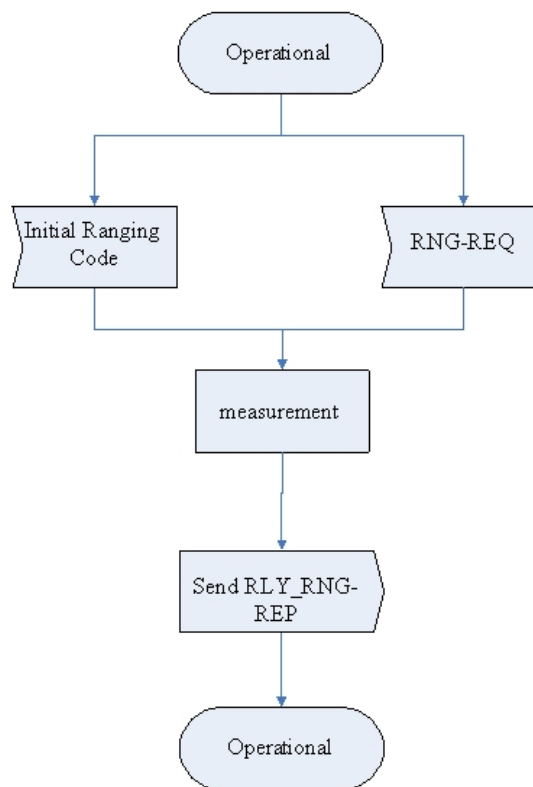 Operational
Initial Ranging
Code
RNG-REQ
measurement
Send RLY_RNG-
REP
Operational